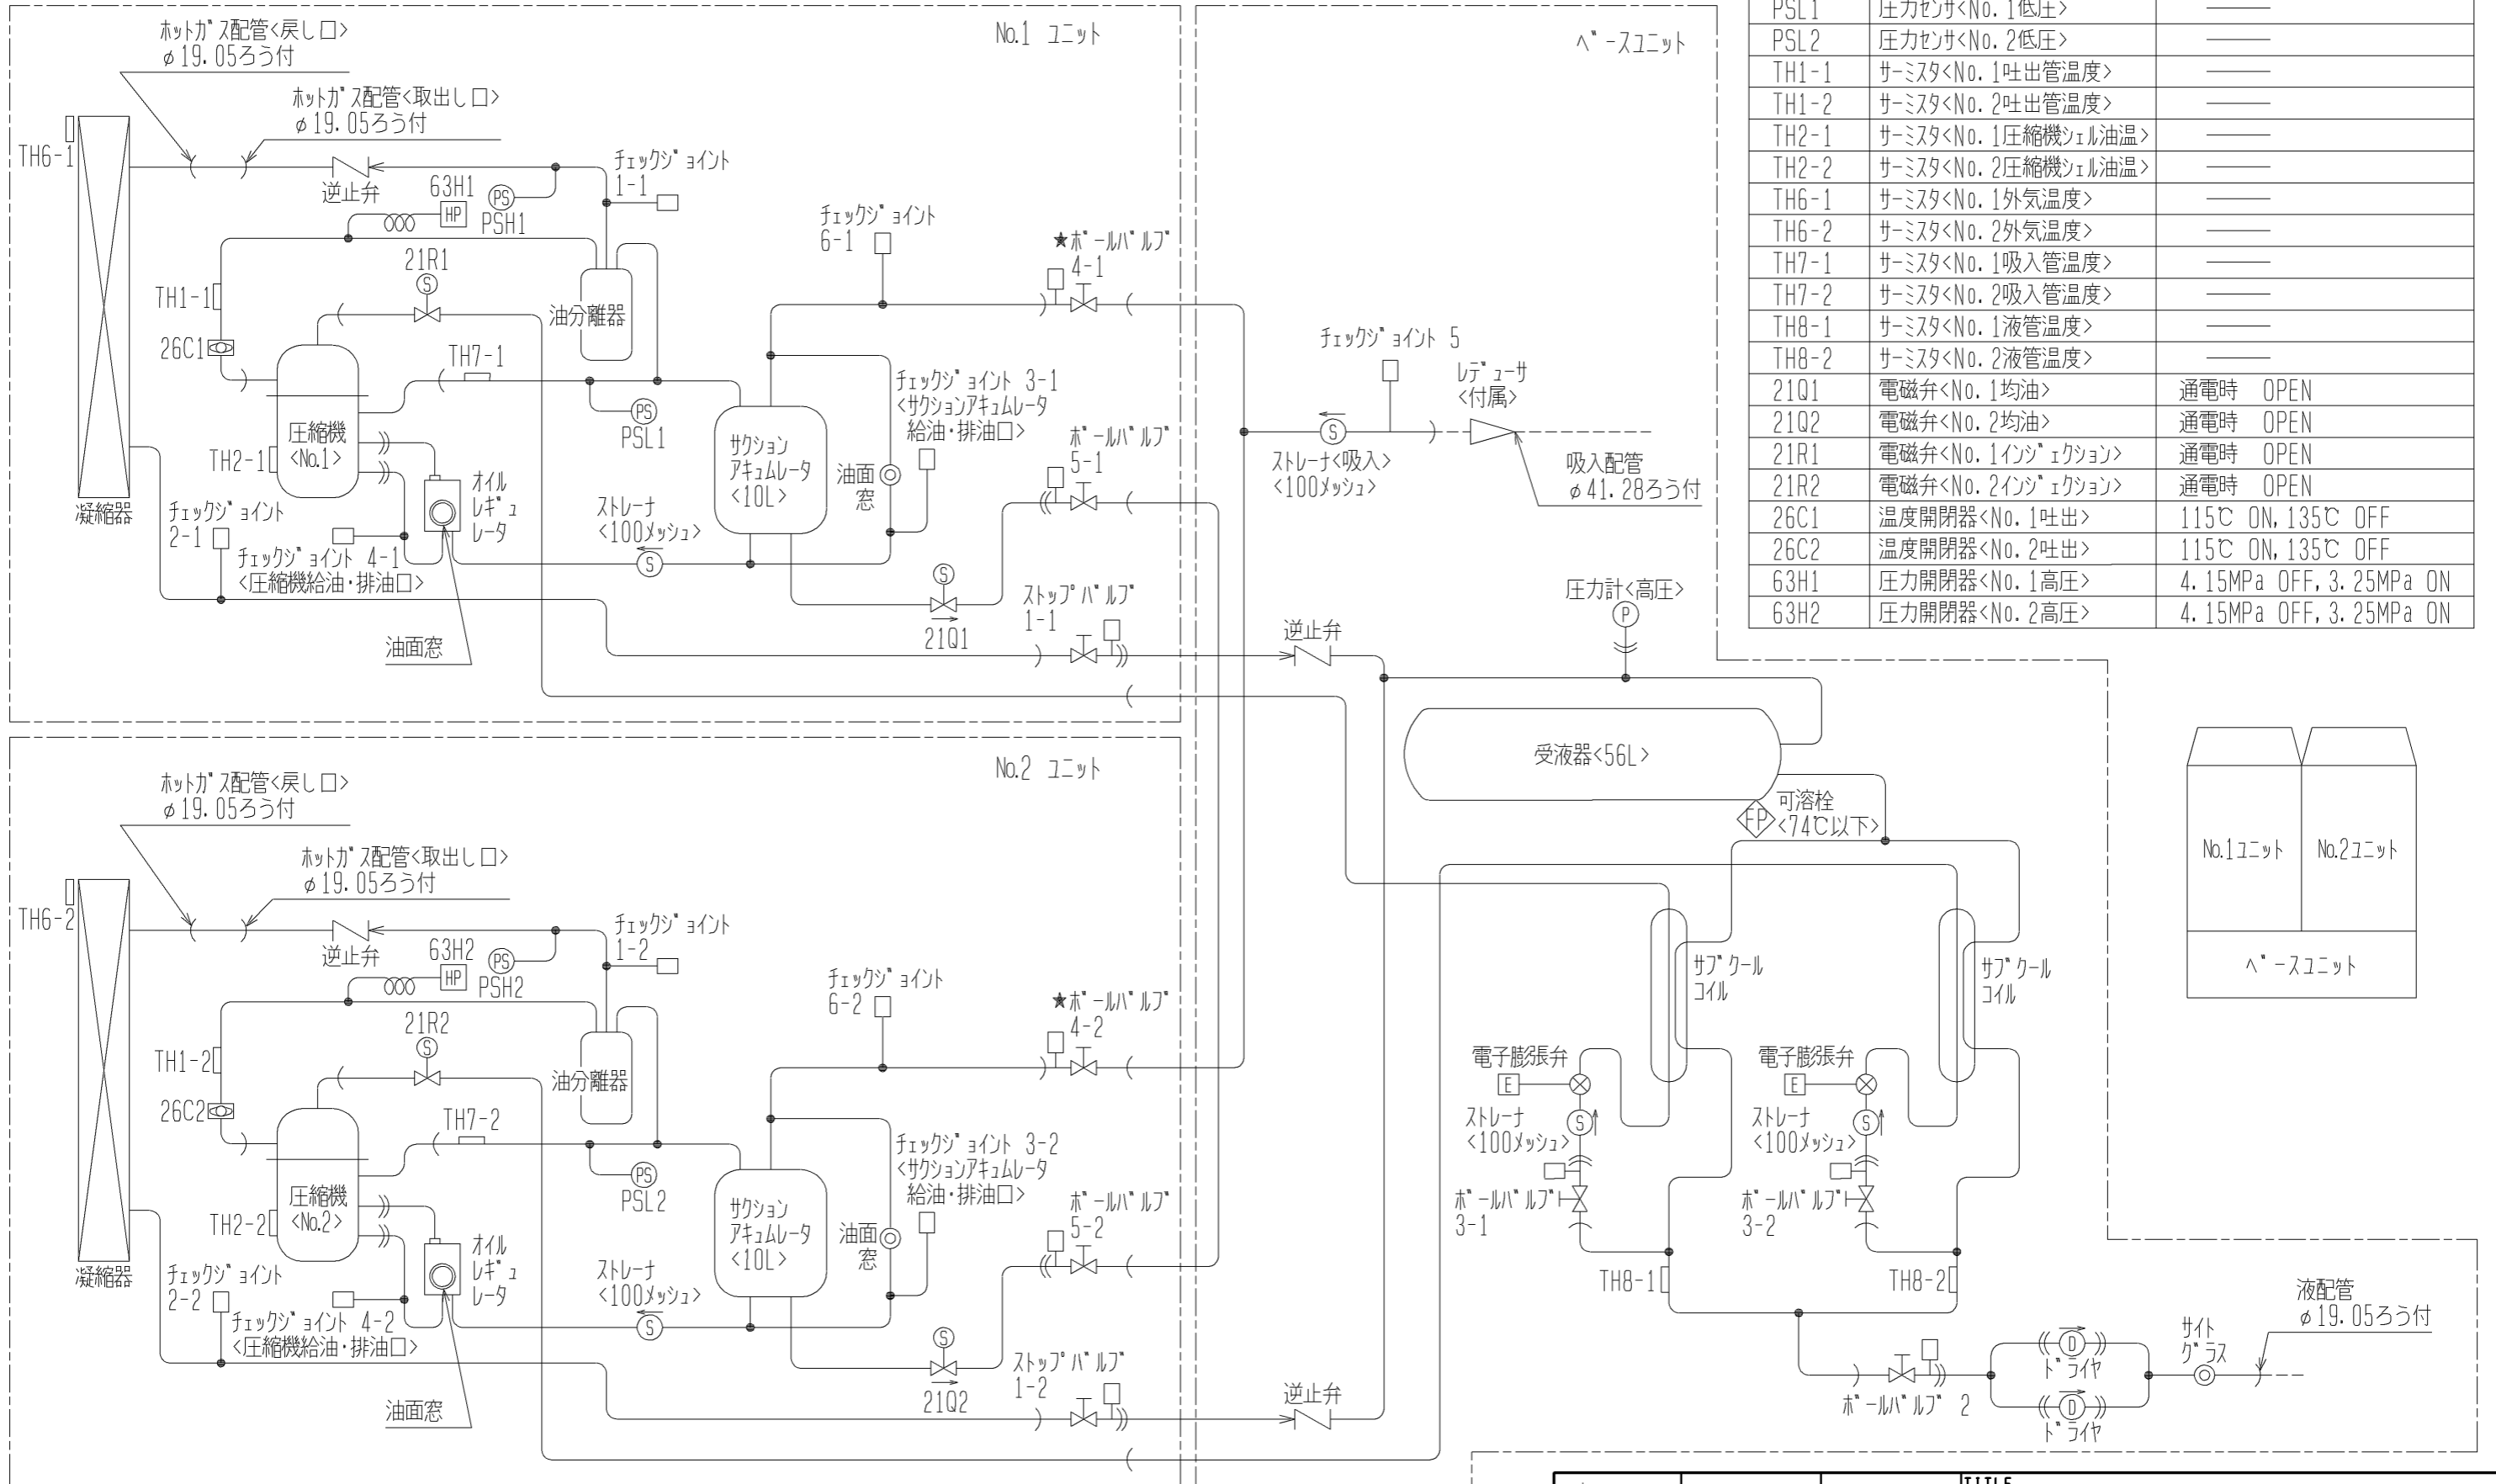 No.1 ユニット
ホットガス配管<戻し口>
φ19.05ろう付
ホットガス配管<取出し口>
φ19.05ろう付
TH6-1
逆止弁
63H1
HP
PS
PSH1
チェックジョイント
1-1
チェックジョイント
6-1
★ボールバルブ
4-1
21R1
S
TH1-1
26C1
油分離器
TH7-1
圧縮機
<No.1>
TH2-1
PS
PSL1
サクション
アキュムレータ
<10L>
チェックジョイント 3-1
<サクションアキュムレータ
給油・排油口>
油面
窓
ボールバルブ
5-1
凝縮器
チェックジョイント
2-1
オイル
レギュ
レータ
チェックジョイント 4-1
<圧縮機給油・排油口>
ストレーナ
<100メッシュ>
S
油面窓
S
21Q1
ストップバルブ
1-1
No.2 ユニット
ホットガス配管<戻し口>
φ19.05ろう付
ホットガス配管<取出し口>
φ19.05ろう付
TH6-2
逆止弁
63H2
HP
PS
PSH2
チェックジョイント
1-2
チェックジョイント
6-2
★ボールバルブ
4-2
21R2
S
TH1-2
26C2
油分離器
TH7-2
圧縮機
<No.2>
TH2-2
PS
PSL2
サクション
アキュムレータ
<10L>
チェックジョイント 3-2
<サクションアキュムレータ
給油・排油口>
油面
窓
ボールバルブ
5-2
凝縮器
チェックジョイント
2-2
オイル
レギュ
レータ
チェックジョイント 4-2
<圧縮機給油・排油口>
ストレーナ
<100メッシュ>
S
油面窓
S
21Q2
ストップバルブ
1-2
ベースユニット
チェックジョイント 5
レデューサ
<付属>
S
ストレーナ<吸入>
<100メッシュ>
吸入配管
φ41.28ろう付
圧力計<高圧>
P
逆止弁
受液器<56L>
FP
可溶栓
<74℃以下>
サブクール
コイル
サブクール
コイル
電子膨張弁
E
ストレーナ
<100メッシュ>
S
ボールバルブ
3-1
電子膨張弁
E
ストレーナ
<100メッシュ>
S
ボールバルブ
3-2
TH8-1
TH8-2
逆止弁
ボールバルブ 2
D
ドライヤ
D
ドライヤ
サイト
グラス
液配管
φ19.05ろう付
PSL1 圧力センサ<No.1低圧> ―――
PSL2 圧力センサ<No.2低圧> ―――
TH1-1 サーミスタ<No.1吐出管温度> ―――
TH1-2 サーミスタ<No.2吐出管温度> ―――
TH2-1 サーミスタ<No.1圧縮機シェル油温> ―――
TH2-2 サーミスタ<No.2圧縮機シェル油温> ―――
TH6-1 サーミスタ<No.1外気温度> ―――
TH6-2 サーミスタ<No.2外気温度> ―――
TH7-1 サーミスタ<No.1吸入管温度> ―――
TH7-2 サーミスタ<No.2吸入管温度> ―――
TH8-1 サーミスタ<No.1液管温度> ―――
TH8-2 サーミスタ<No.2液管温度> ―――
21Q1 電磁弁<No.1均油> 通電時 OPEN
21Q2 電磁弁<No.2均油> 通電時 OPEN
21R1 電磁弁<No.1インジェクション> 通電時 OPEN
21R2 電磁弁<No.2インジェクション> 通電時 OPEN
26C1 温度開閉器<No.1吐出> 115℃ ON,135℃ OFF
26C2 温度開閉器<No.2吐出> 115℃ ON,135℃ OFF
63H1 圧力開閉器<No.1高圧> 4.15MPa OFF,3.25MPa ON
63H2 圧力開閉器<No.2高圧> 4.15MPa OFF,3.25MPa ON
No.1ユニット
No.2ユニット
ベースユニット
TITLE